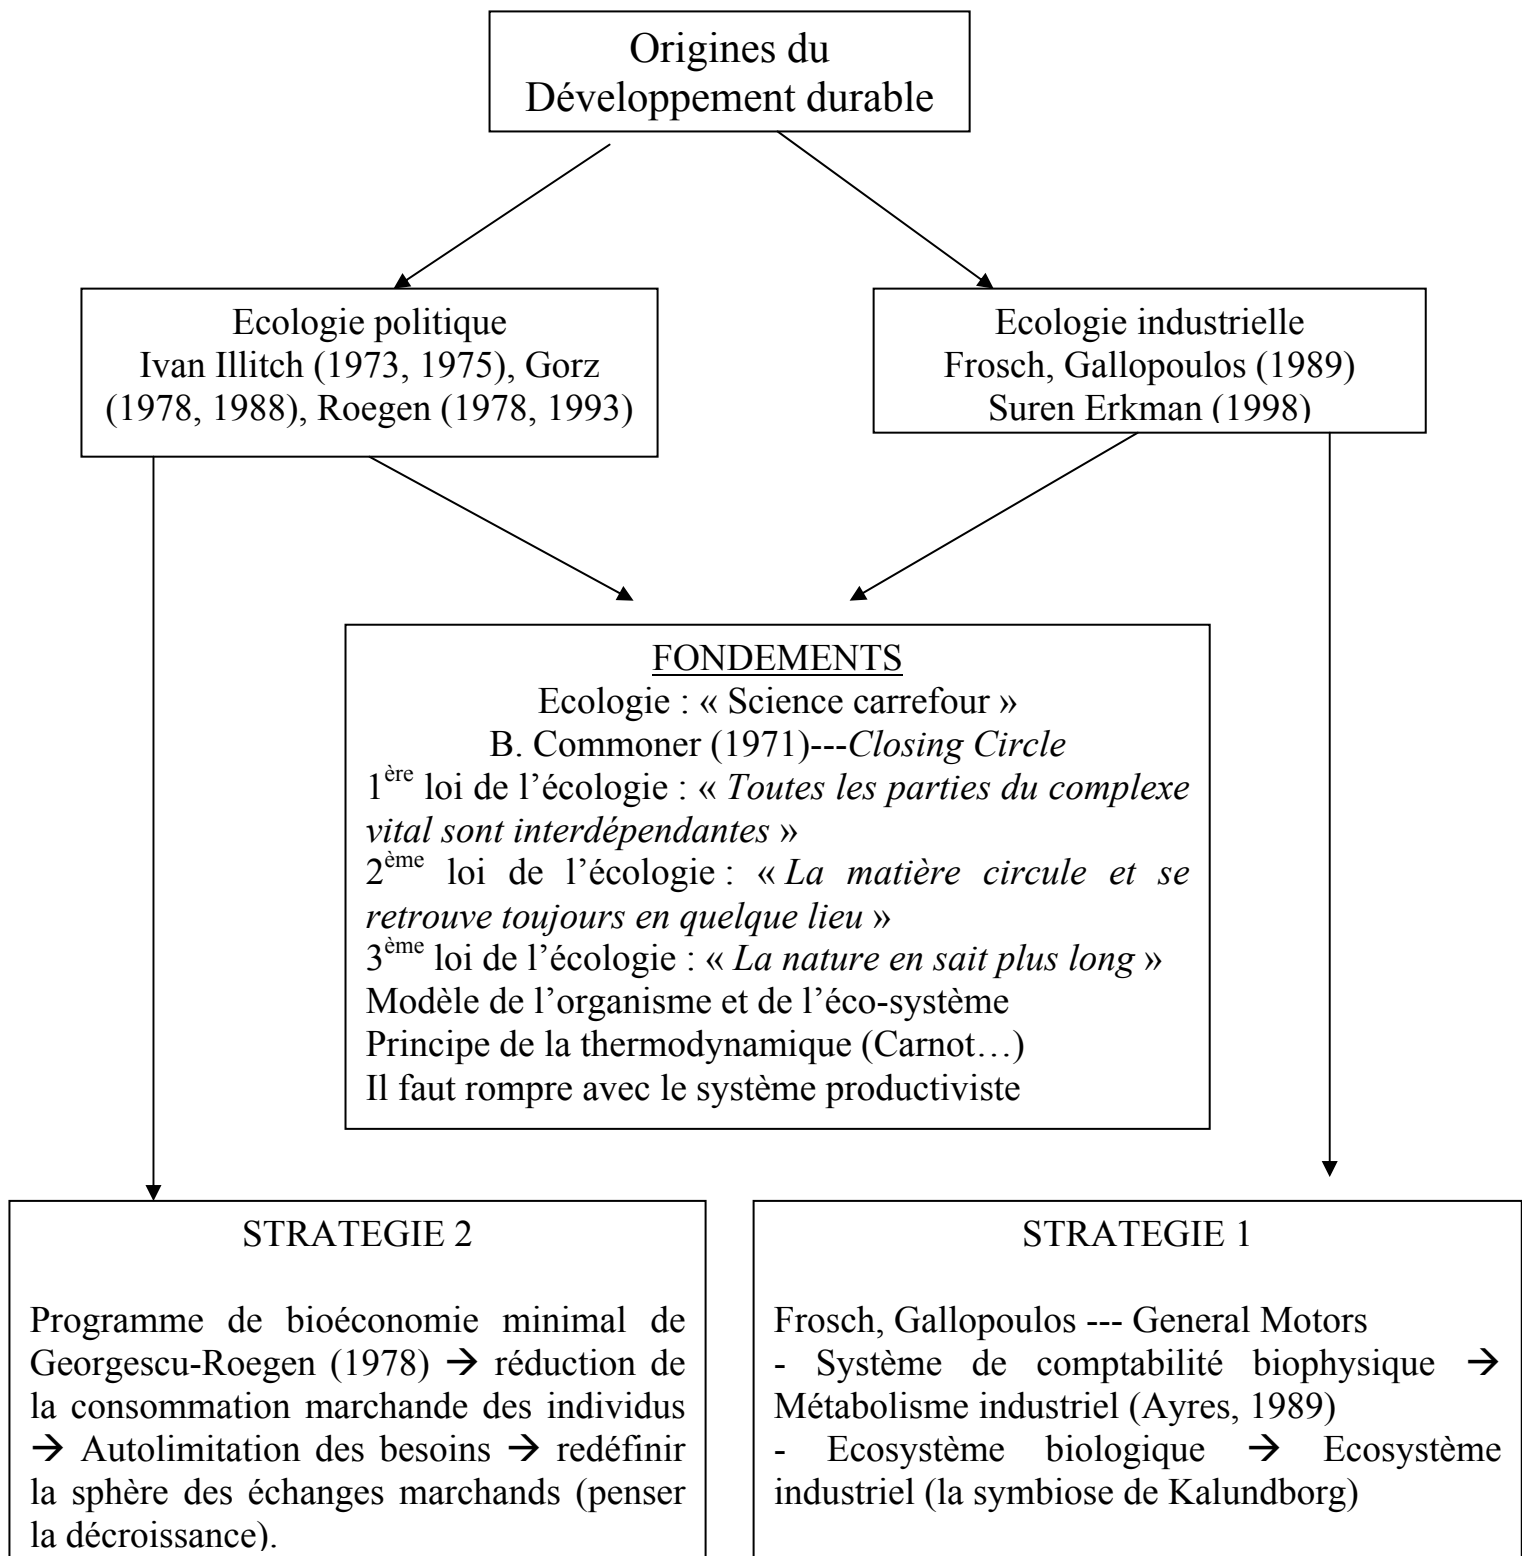 Origines du
Développement durable
Ecologie politique
Ivan Illitch (1973, 1975), Gorz
(1978, 1988), Roegen (1978, 1993)
Ecologie industrielle
Frosch, Gallopoulos (1989)
Suren Erkman (1998)
FONDEMENTS
Ecologie : « Science carrefour »
B. Commoner (1971)---Closing Circle
1ère loi de l’écologie : « Toutes les parties du complexe
vital sont interdépendantes »
2ème loi de l’écologie : « La matière circule et se
retrouve toujours en quelque lieu »
3ème loi de l’écologie : « La nature en sait plus long »
Modèle de l’organisme et de l’éco-système
Principe de la thermodynamique (Carnot…)
Il faut rompre avec le système productiviste
STRATEGIE 2
Programme de bioéconomie minimal de
Georgescu-Roegen (1978) → réduction de
la consommation marchande des individus
→ Autolimitation des besoins → redéfinir
la sphère des échanges marchands (penser
la décroissance).
STRATEGIE 1
Frosch, Gallopoulos --- General Motors
- Système de comptabilité biophysique →
Métabolisme industriel (Ayres, 1989)
- Ecosystème biologique → Ecosystème
industriel (la symbiose de Kalundborg)